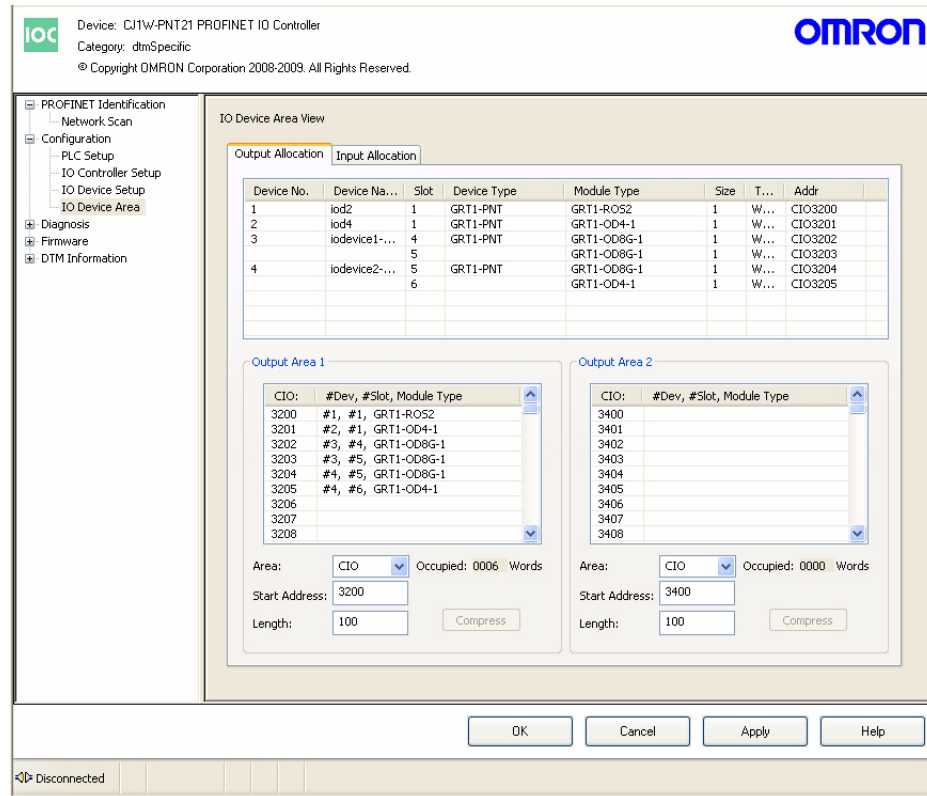 IOC
Device: CJ1W-PNT21 PROFINET IO Controller
Category: dtmSpecific
© Copyright OMRON Corporation 2008-2009. All Rights Reserved.
OMRON
PROFINET Identification
Network Scan
Configuration
PLC Setup
IO Controller Setup
IO Device Setup
IO Device Area
Diagnosis
Firmware
DTM Information
IO Device Area View
Output Allocation Input Allocation
Device No. Device Na... Slot Device Type Module Type Size T... Addr
1 iod2 1 GRT1-PNT GRT1-ROS2 1 W... CIO3200
2 iod4 1 GRT1-PNT GRT1-OD4-1 1 W... CIO3201
3 iodevice1-... 4 GRT1-PNT GRT1-OD8G-1 1 W... CIO3202
5 GRT1-OD8G-1 1 W... CIO3203
4 iodevice2-... 5 GRT1-PNT GRT1-OD8G-1 1 W... CIO3204
6 GRT1-OD4-1 1 W... CIO3205
Output Area 1
CIO: #Dev, #Slot, Module Type
3200 #1, #1, GRT1-ROS2
3201 #2, #1, GRT1-OD4-1
3202 #3, #4, GRT1-OD8G-1
3203 #3, #5, GRT1-OD8G-1
3204 #4, #5, GRT1-OD8G-1
3205 #4, #6, GRT1-OD4-1
3206
3207
3208
Area: CIO Occupied: 0006 Words
Start Address: 3200
Length: 100 Compress
Output Area 2
CIO: #Dev, #Slot, Module Type
3400
3401
3402
3403
3404
3405
3406
3407
3408
Area: CIO Occupied: 0000 Words
Start Address: 3400
Length: 100 Compress
OK Cancel Apply Help
Disconnected